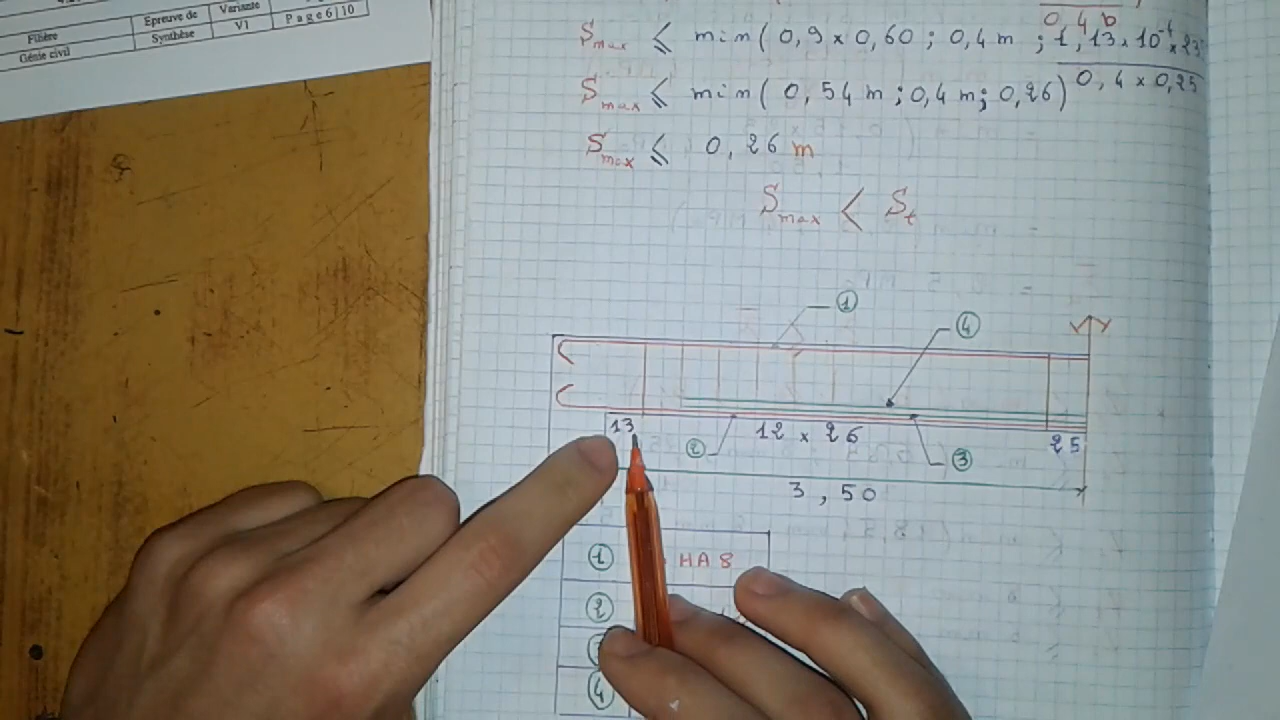 Filière
Génie civil
Epreuve de
Synthèse
Variante
V1
Page 6|10
0,4 b
Smax ⩽ min( 0,9 x 0,60 ; 0,4 m ; 1,13 x 10⁻⁴ x 235
0,4 x 0,25
Smax ⩽ min( 0,54 m ; 0,4 m ; 0,26)
Smax ⩽ 0,26 m
Smax < St
①
④
13
②
12 x 26
③
25
3,50
① HA 8
②
④